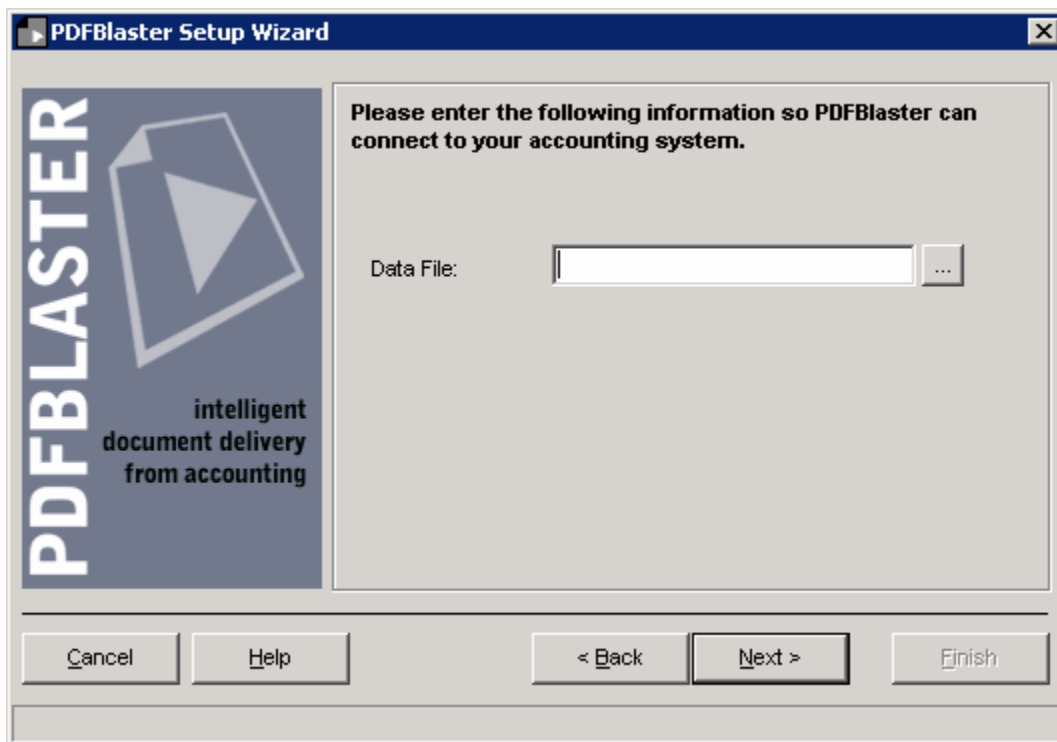 PDFBlaster Setup Wizard
PDFBLASTER
intelligent
document delivery
from accounting
Please enter the following information so PDFBlaster can
connect to your accounting system.
Data File:
...
Cancel
Help
< Back
Next >
Finish